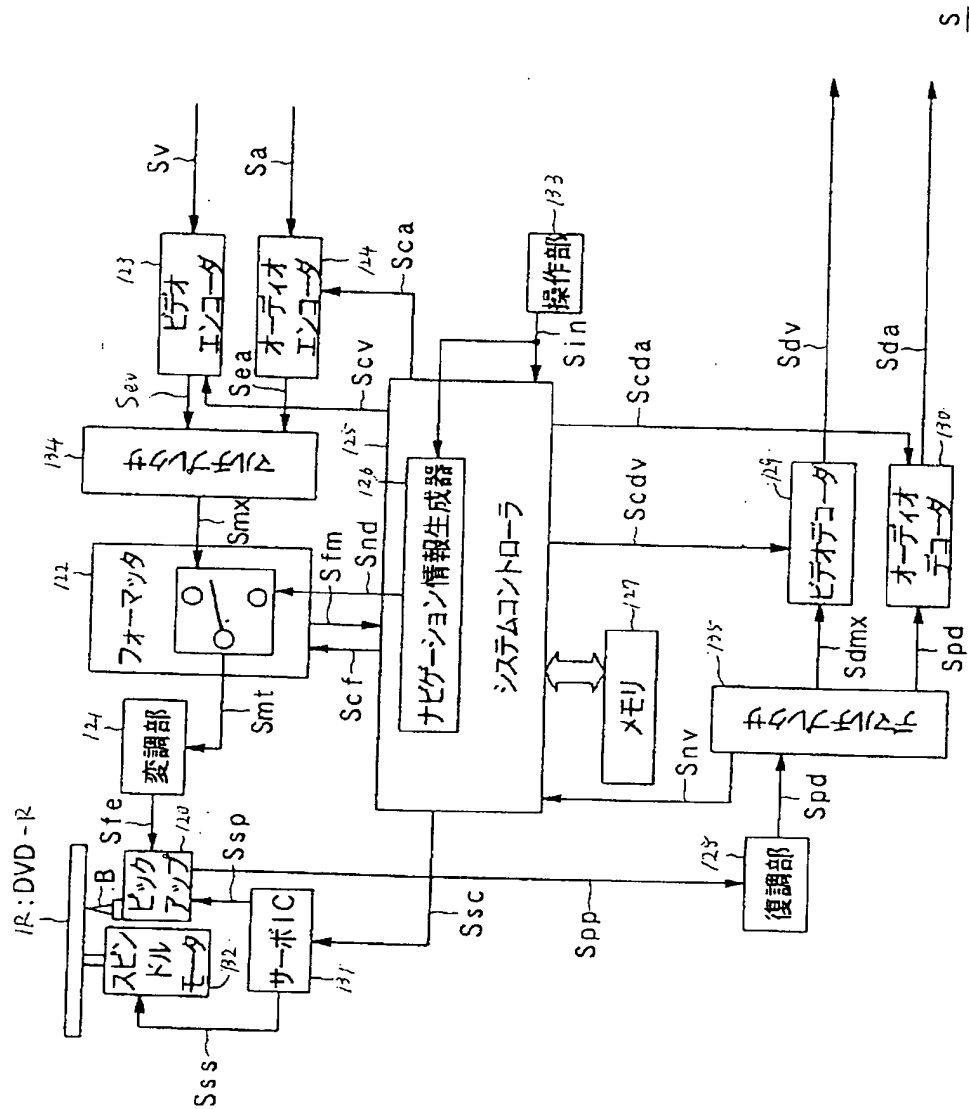 1R:DVD-R
B
スピン
ドル
モータ
132
ピック
アップ
120
Sfe
変調部
121
Ssp
サーボIC
131
Sss
Ssc
Spp
Smt
フォーマッタ
122
Smx
マルチプレクサ
134
Sev
Sea
ビデオ
エンコーダ
123
オーディオ
エンコーダ
124
Sv
Sa
Scf
Sfm
Snd
Scv
Sca
125
126
ナビゲーション情報生成器
システムコントローラ
操作部
133
Sin
メモリ
127
復調部
128
Spd
Snv
デマルチプレクサ
135
Sdmx
Spd
Scdv
Scda
ビデオデコーダ
129
オーディオ
デコーダ
130
Sdv
Sda
S